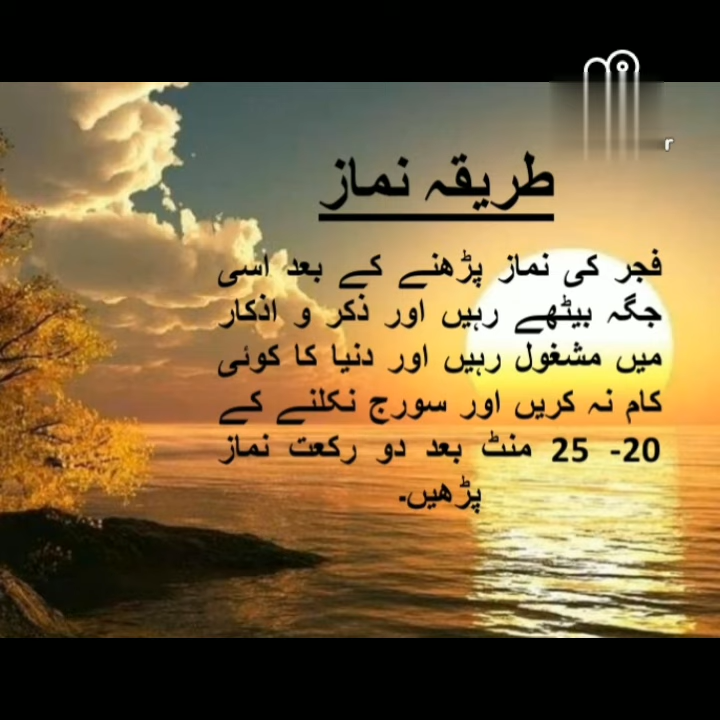 r
طریقہ نماز
فجر کی نماز پڑھنے کے بعد اسی
جگہ بیٹھے رہیں اور ذکر و اذکار
میں مشغول رہیں اور دنیا کا کوئی
کام نہ کریں اور سورج نکلنے کے
20- 25 منٹ بعد دو رکعت نماز
پڑھیں۔